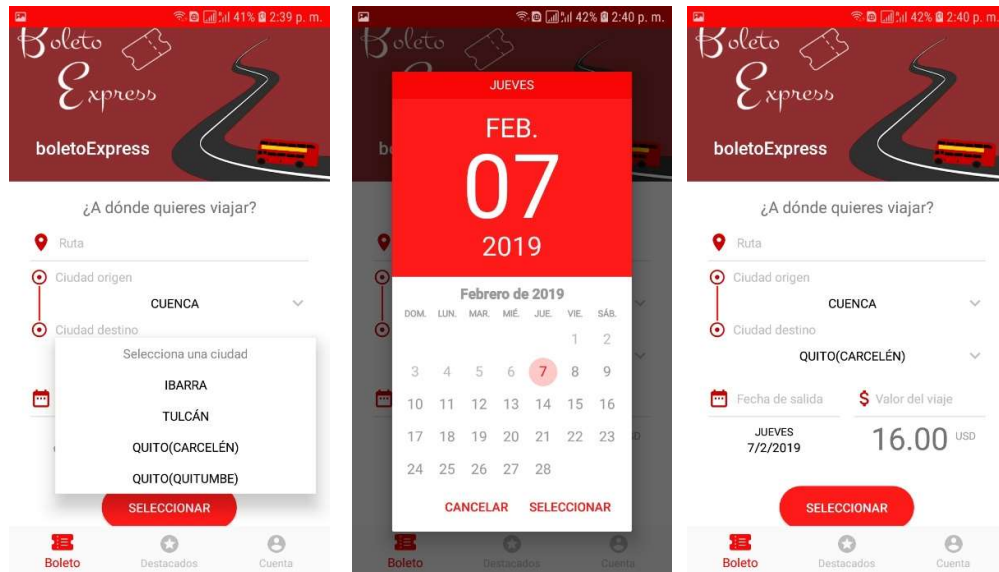 41% 2:39 p. m.
Boleto
Express
boletoExpress
¿A dónde quieres viajar?
Ruta
Ciudad origen
CUENCA
Ciudad destino
Selecciona una ciudad
IBARRA
TULCÁN
QUITO(CARCELÉN)
QUITO(QUITUMBE)
SELECCIONAR
Boleto Destacados Cuenta
42% 2:40 p. m.
Boleto
JUEVES
FEB.
07
2019
Febrero de 2019
DOM. LUN. MAR. MIÉ. JUE. VIE. SÁB.
1 2
3 4 5 6 7 8 9
10 11 12 13 14 15 16
17 18 19 20 21 22 23
24 25 26 27 28
CANCELAR SELECCIONAR
Boleto Destacados Cuenta
42% 2:40 p. m.
Boleto
Express
boletoExpress
¿A dónde quieres viajar?
Ruta
Ciudad origen
CUENCA
Ciudad destino
QUITO(CARCELÉN)
Fecha de salida $ Valor del viaje
JUEVES
7/2/2019 16.00 USD
SELECCIONAR
Boleto Destacados Cuenta